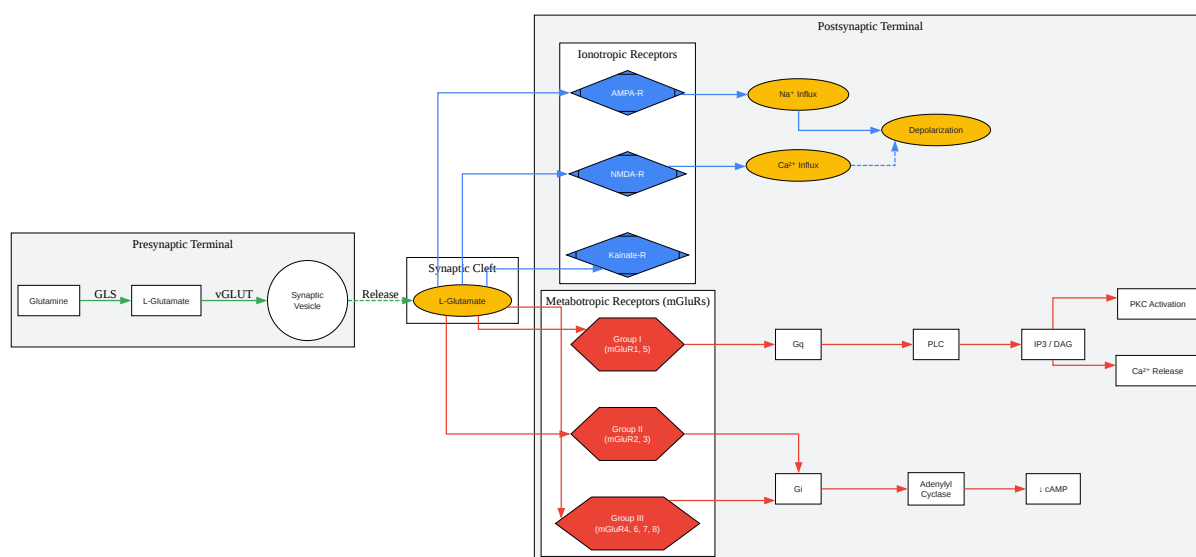 Postsynaptic Terminal
Ionotropic Receptors
AMPA-R
Na⁺ Influx
Depolarization
NMDA-R
Ca²⁺ Influx
Kainate-R
Presynaptic Terminal
Glutamine
GLS
L-Glutamate
vGLUT
Synaptic
Vesicle
Release
Synaptic Cleft
L-Glutamate
Metabotropic Receptors (mGluRs)
Group I
(mGluR1, 5)
Gq
PLC
IP3 / DAG
PKC Activation
Ca²⁺ Release
Group II
(mGluR2, 3)
Group III
(mGluR4, 6, 7, 8)
Gi
Adenylyl
Cyclase
↓ cAMP